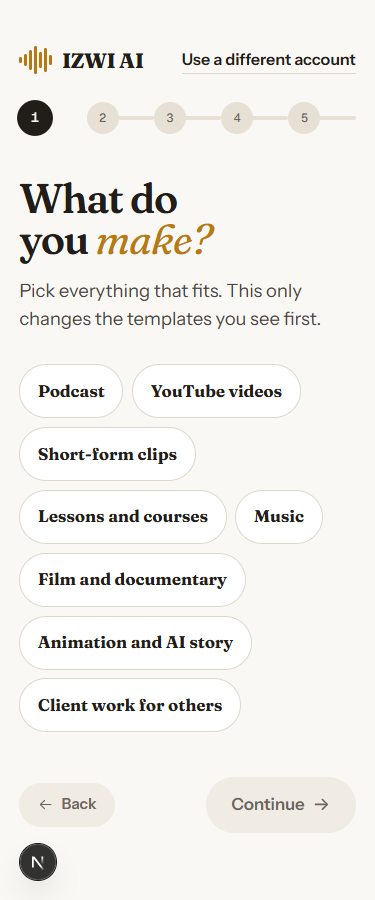 IZWI AI
Use a different account
1 2 3 4 5
What do
you make?
Pick everything that fits. This only
changes the templates you see first.
Podcast
YouTube videos
Short-form clips
Lessons and courses
Music
Film and documentary
Animation and AI story
Client work for others
← Back
Continue →
N